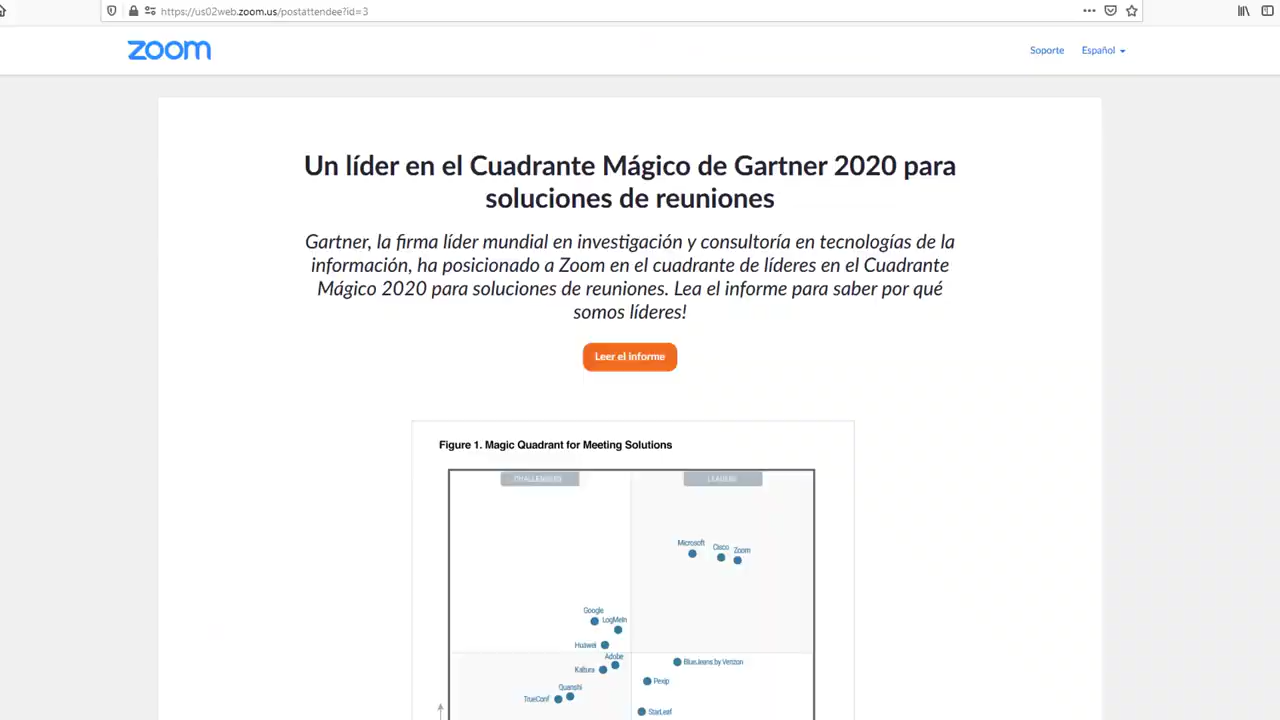 https://us02web.zoom.us/postattendee?id=3
zoom
Soporte
Español
Un líder en el Cuadrante Mágico de Gartner 2020 para
soluciones de reuniones
Gartner, la firma líder mundial en investigación y consultoría en tecnologías de la
información, ha posicionado a Zoom en el cuadrante de líderes en el Cuadrante
Mágico 2020 para soluciones de reuniones. Lea el informe para saber por qué
somos líderes!
Leer el informe
Figure 1. Magic Quadrant for Meeting Solutions
CHALLENGERS
LEADERS
Microsoft
Cisco
Zoom
Google
LogMeIn
Huawei
Adobe
BlueJeans by Verizon
Kaltura
Pexip
Quanshi
TrueConf
StarLeaf